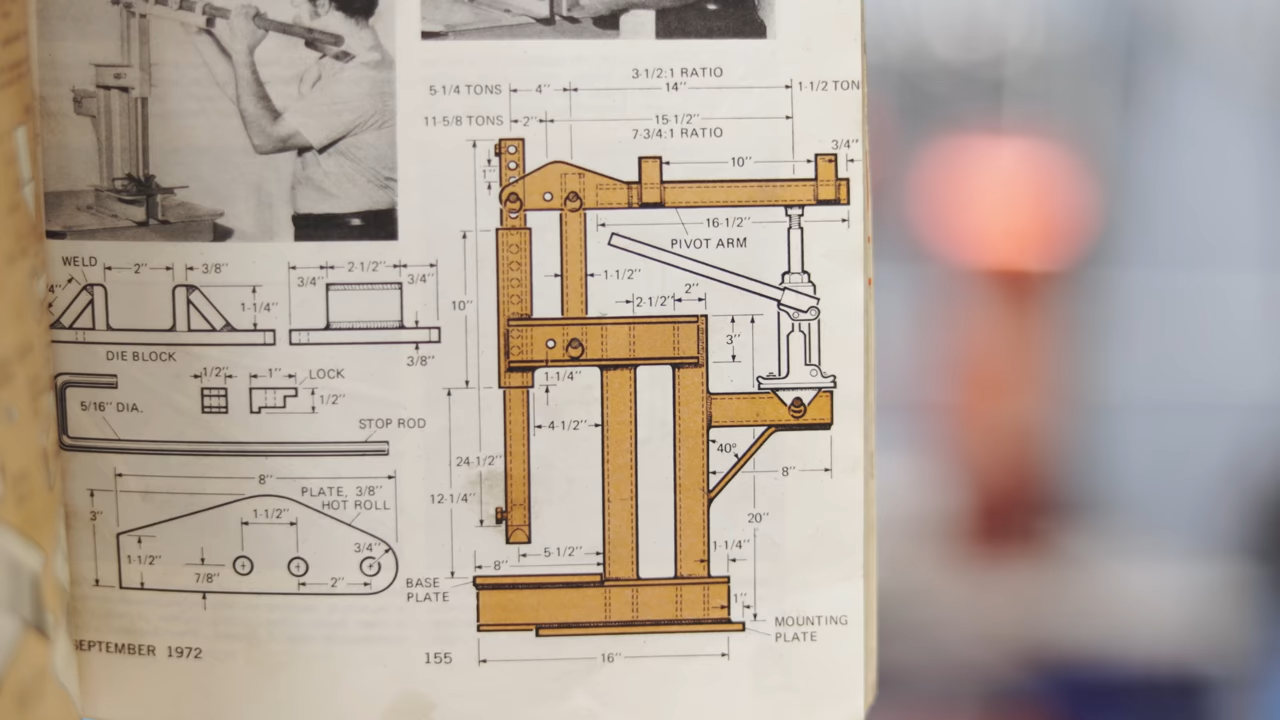 3-1/2:1 RATIO
5-1/4 TONS
4"
14"
1-1/2 TON
11-5/8 TONS
2"
15-1/2"
7-3/4:1 RATIO
3/4"
10"
1"
16-1/2"
PIVOT ARM
1-1/2"
2-1/2"
2"
10"
3"
1-1/4"
4-1/2"
40°
8"
24-1/2"
12-1/4"
20"
5-1/2"
1-1/4"
8"
BASE
PLATE
1"
MOUNTING
PLATE
16"
WELD
2"
3/8"
4"
1-1/4"
DIE BLOCK
2-1/2"
3/4"
3/4"
3/8"
1/2"
1"
LOCK
1/2"
5/16" DIA.
STOP ROD
8"
PLATE, 3/8"
HOT ROLL
3"
1-1/2"
1-1/2"
3/4"
7/8"
2"
SEPTEMBER 1972
155